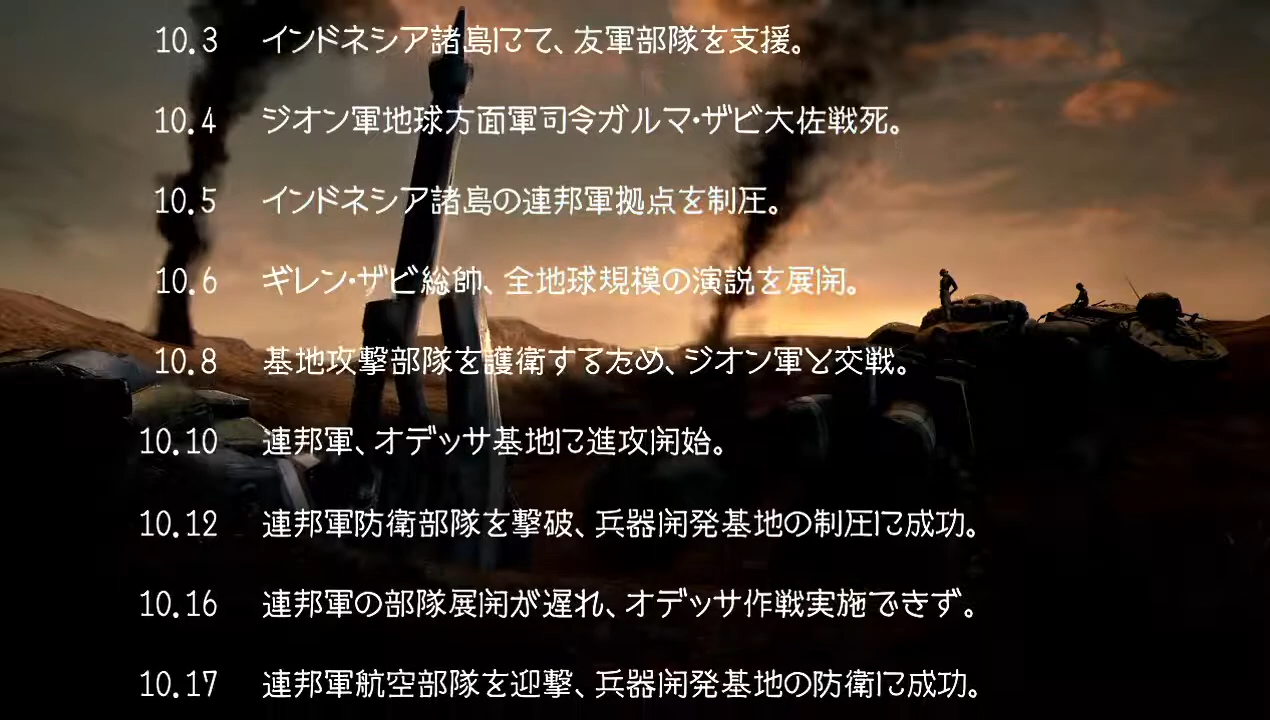 10.3 インドネシア諸島にて、友軍部隊を支援。
10.4 ジオン軍地球方面軍司令ガルマ・ザビ大佐戦死。
10.5 インドネシア諸島の連邦軍拠点を制圧。
10.6 ギレン・ザビ総帥、全地球規模の演説を展開。
10.8 基地攻撃部隊を護衛するため、ジオン軍と交戦。
10.10 連邦軍、オデッサ基地に進攻開始。
10.12 連邦軍防衛部隊を撃破、兵器開発基地の制圧に成功。
10.16 連邦軍の部隊展開が遅れ、オデッサ作戦実施できず。
10.17 連邦軍航空部隊を迎撃、兵器開発基地の防衛に成功。